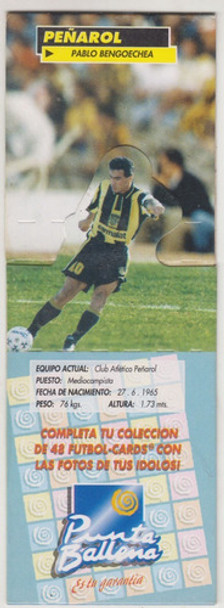 PEÑAROL
PABLO BENGOECHEA
Parmalat
10
EQUIPO ACTUAL: Club Atlético Peñarol
PUESTO: Mediocampista
FECHA DE NACIMIENTO: 27 . 6 . 1965
PESO: 76 kgs. ALTURA: 1.73 mts.
COMPLETA TU COLECCION
DE 48 FUTBOL-CARDS® CON
LAS FOTOS DE TUS IDOLOS!
Punta
Ballena
Es tu garantía